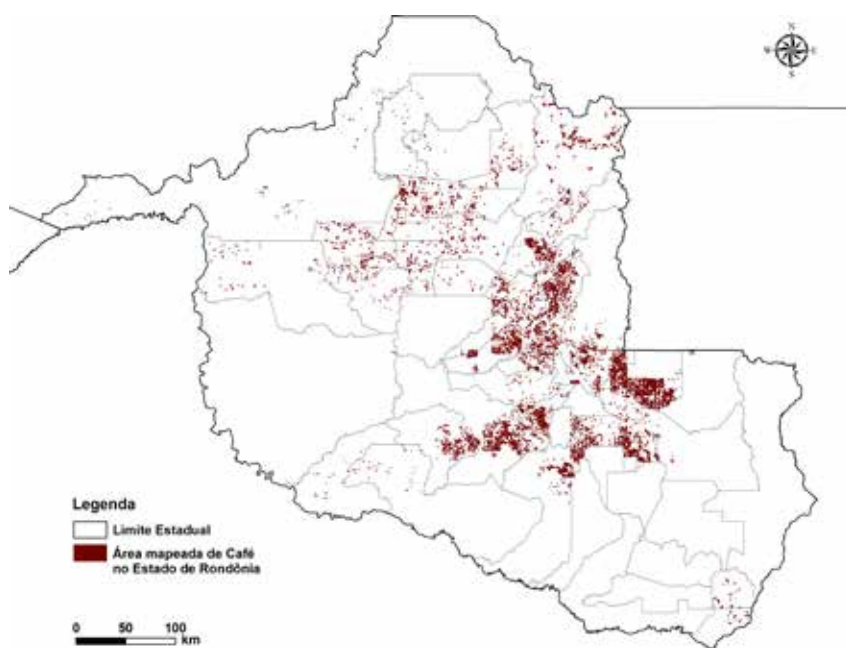 N
W E
S
Legenda
Limite Estadual
Área mapeada de Café
no Estado de Rondônia
0 50 100
km